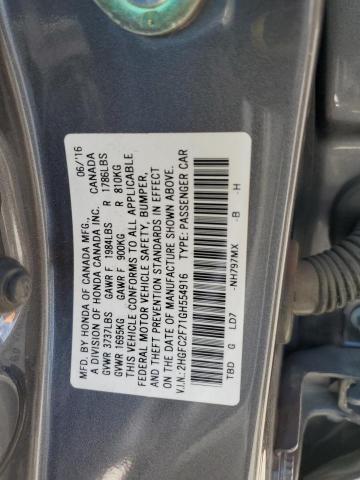 MFD. BY HONDA OF CANADA MFG., 06/'16
A DIVISION OF HONDA CANADA INC. CANADA
GVWR 3737LBS GAWR F 1984LBS R 1786LBS
GVWR 1695KG GAWR F 900KG R 810KG
THIS VEHICLE CONFORMS TO ALL APPLICABLE
FEDERAL MOTOR VEHICLE SAFETY, BUMPER,
AND THEFT PREVENTION STANDARDS IN EFFECT
ON THE DATE OF MANUFACTURE SHOWN ABOVE.
V.I.N.: 2HGFC2F71GH554916 TYPE: PASSENGER CAR
TBD G LD7 -NH797MX -B -H